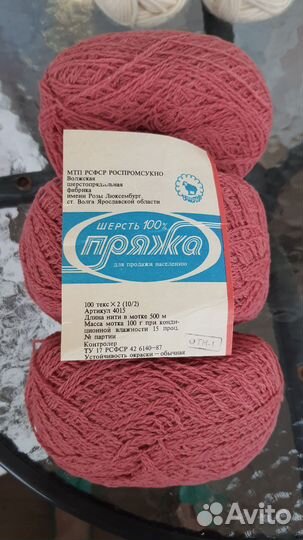 МТП РСФСР РОСПРОМСУКНО
Волжская
шерстопрядильная
фабрика
имени Розы Люксембург
ст. Волга Ярославской области
ШЕРСТЬ 100%
пряжа
для продажи населению
100 текс × 2 (10/2)
Артикул 4015
Длина нити в мотке 500 м
Масса мотка 100 г при конди-
ционной влажности 15 проц.
№ партии
Контролер
ТУ 17 РСФСР 42 6140-87
Устойчивость окраски - обычная
ОТК-1
Avito